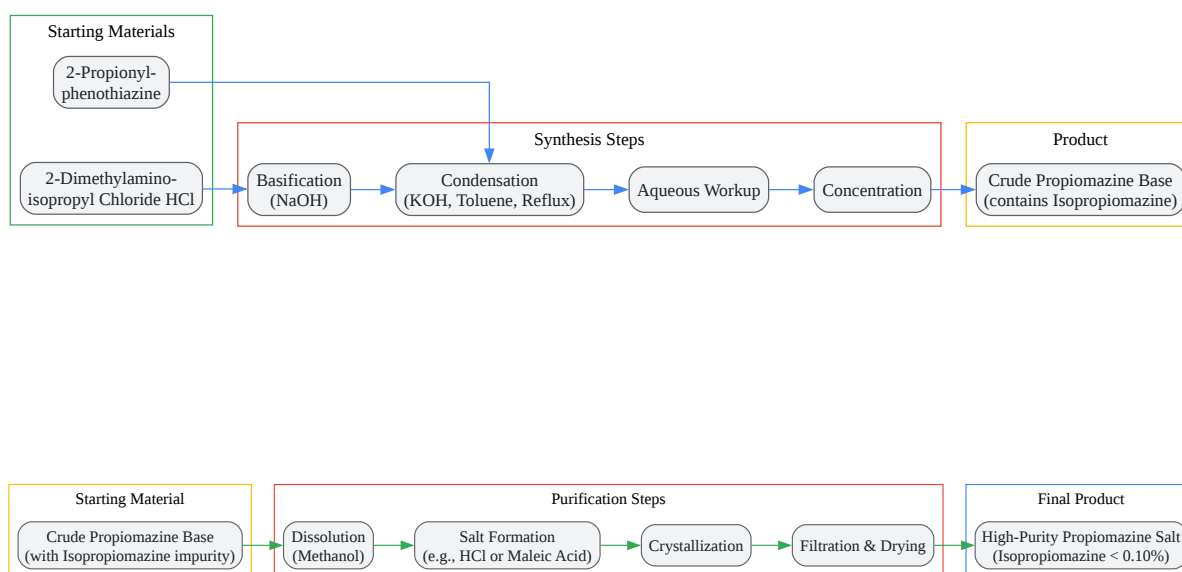 Starting Materials
2-Propionyl-
phenothiazine
2-Dimethylamino-
isopropyl Chloride HCl
Synthesis Steps
Basification
(NaOH)
Condensation
(KOH, Toluene, Reflux)
Aqueous Workup
Concentration
Product
Crude Propiomazine Base
(contains Isopropiomazine)
Starting Material
Crude Propiomazine Base
(with Isopropiomazine impurity)
Purification Steps
Dissolution
(Methanol)
Salt Formation
(e.g., HCl or Maleic Acid)
Crystallization
Filtration & Drying
Final Product
High-Purity Propiomazine Salt
(Isopropiomazine < 0.10%)